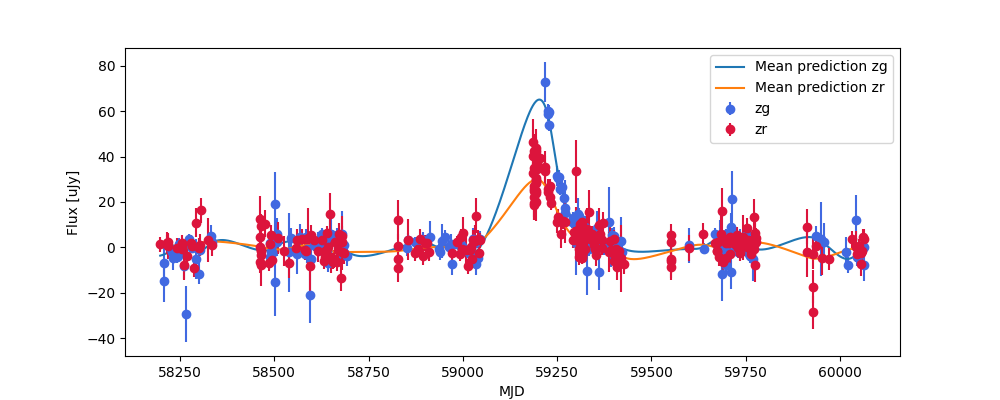 80
60
40
20
0
−20
−40
Flux [uJy]
58250
58500
58750
59000
59250
59500
59750
60000
MJD
Mean prediction zg
Mean prediction zr
zg
zr